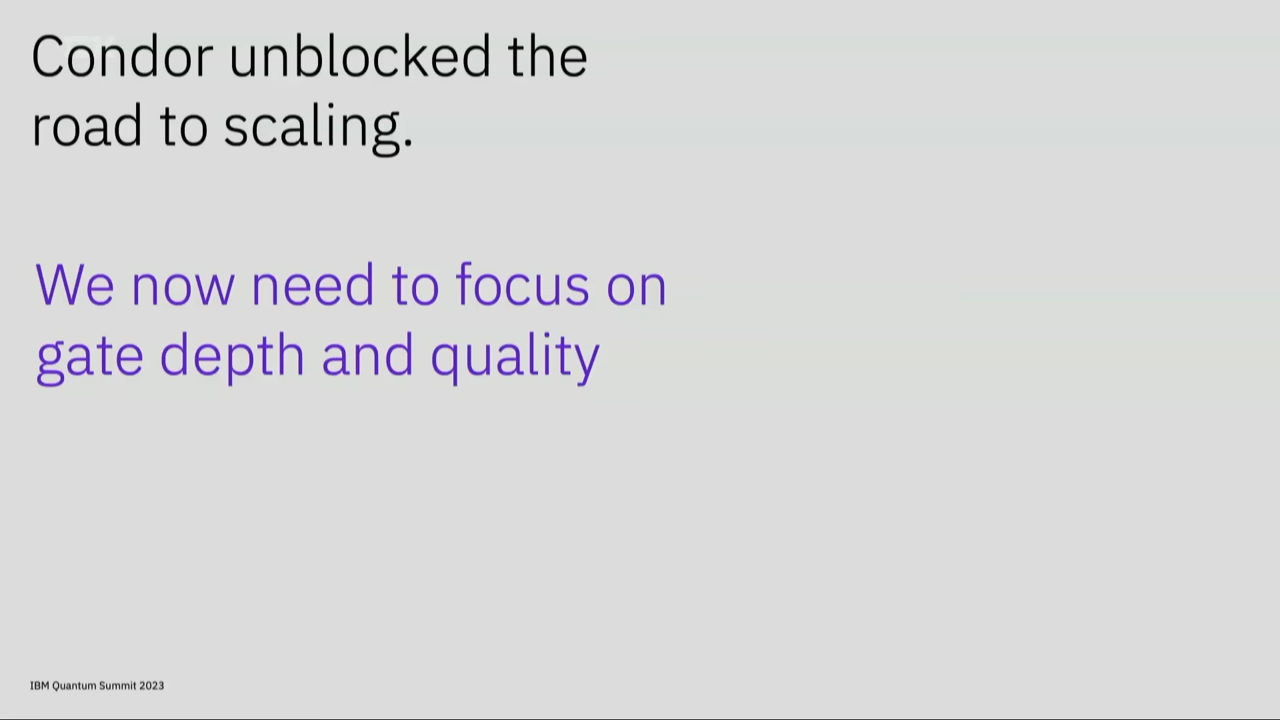 Condor unblocked the
road to scaling.
We now need to focus on
gate depth and quality
IBM Quantum Summit 2023